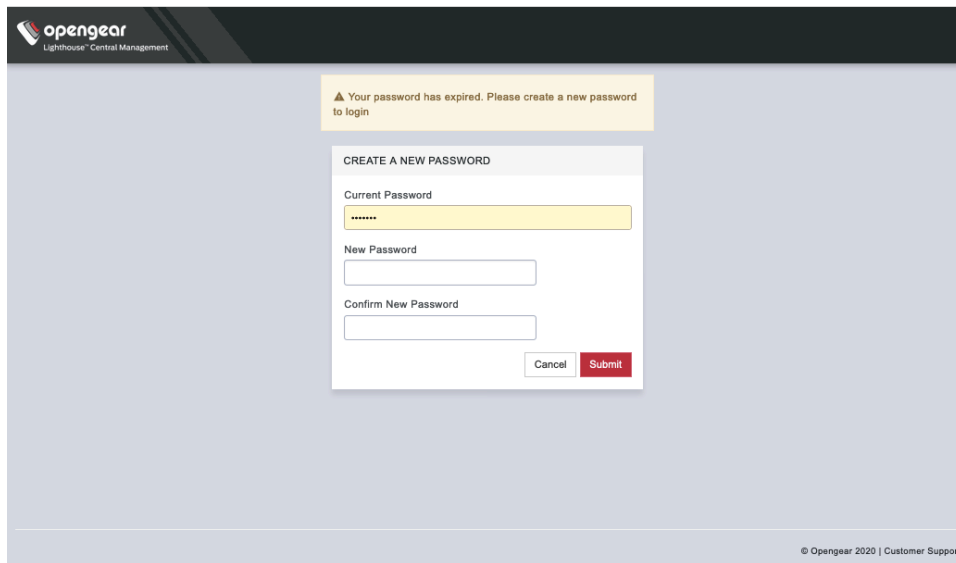 opengear
Lighthouse™ Central Management
Your password has expired. Please create a new password
to login
CREATE A NEW PASSWORD
Current Password
•••••••
New Password
Confirm New Password
Cancel
Submit
© Opengear 2020 | Customer Suppor